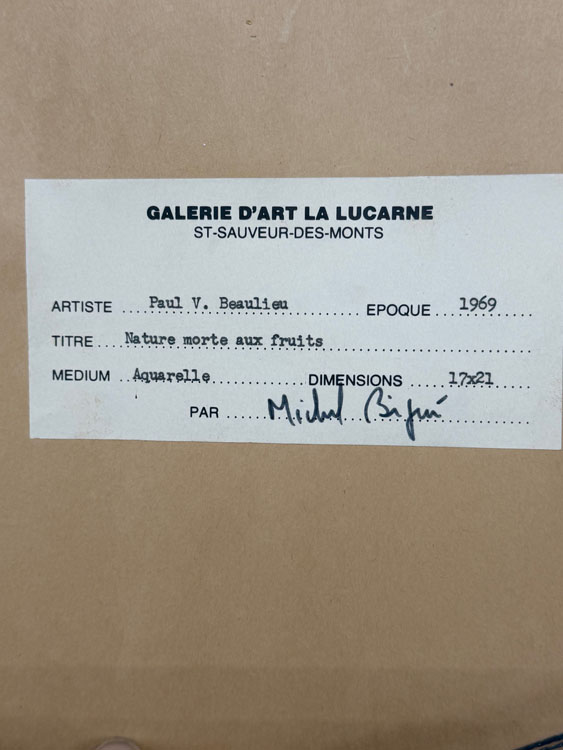 GALERIE D'ART LA LUCARNE
ST-SAUVEUR-DES-MONTS
ARTISTE ... Paul V. Beaulieu ........... EPOQUE ... 1969 .....
TITRE ... Nature morte aux fruits ..............................
MEDIUM .. Aquarelle ............. DIMENSIONS ..... 17x21 .....
PAR ...... Michel